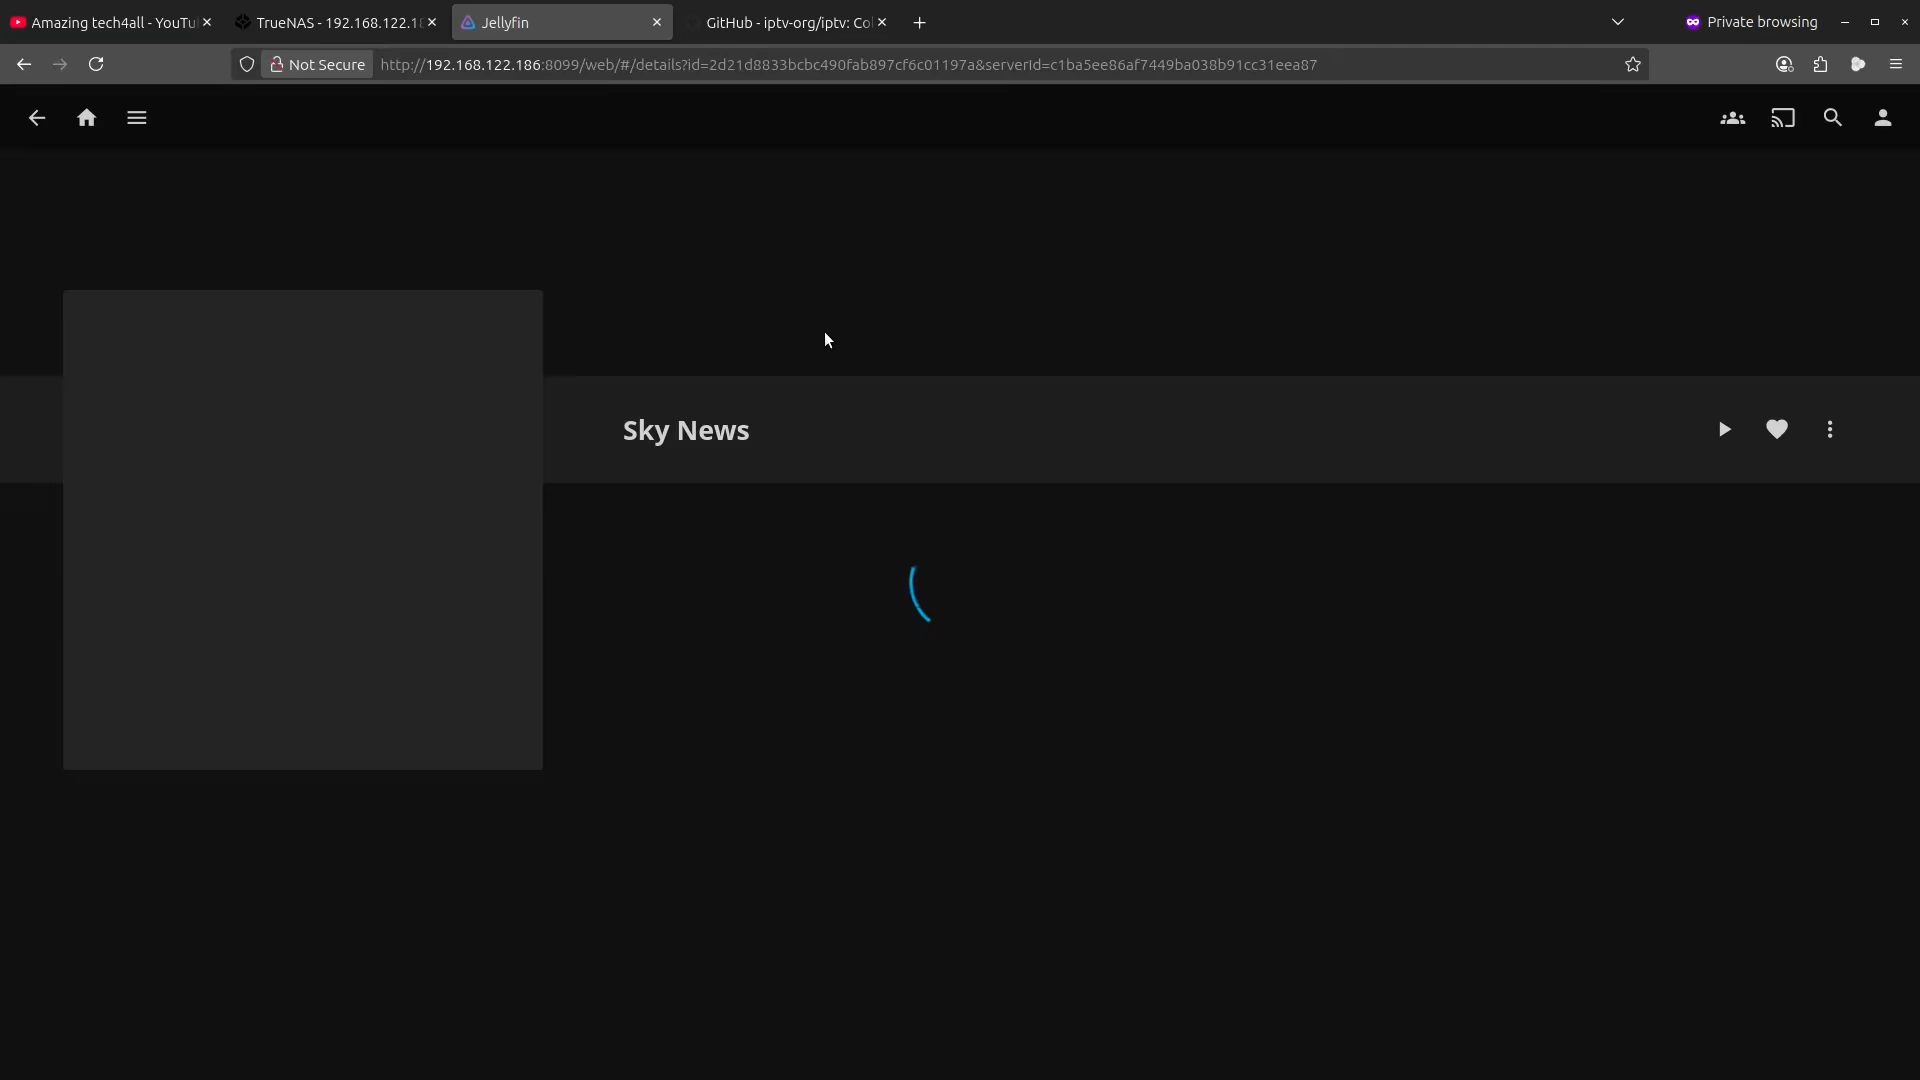 Amazing tech4all - YouTu
TrueNAS - 192.168.122.18
Jellyfin
GitHub - iptv-org/iptv: Co
Private browsing
Not Secure
http://192.168.122.186:8099/web/#/details?id=2d21d8833bcbc490fab897cf6c01197a&serverId=c1ba5ee86af7449ba038b91cc31eea87
Sky News